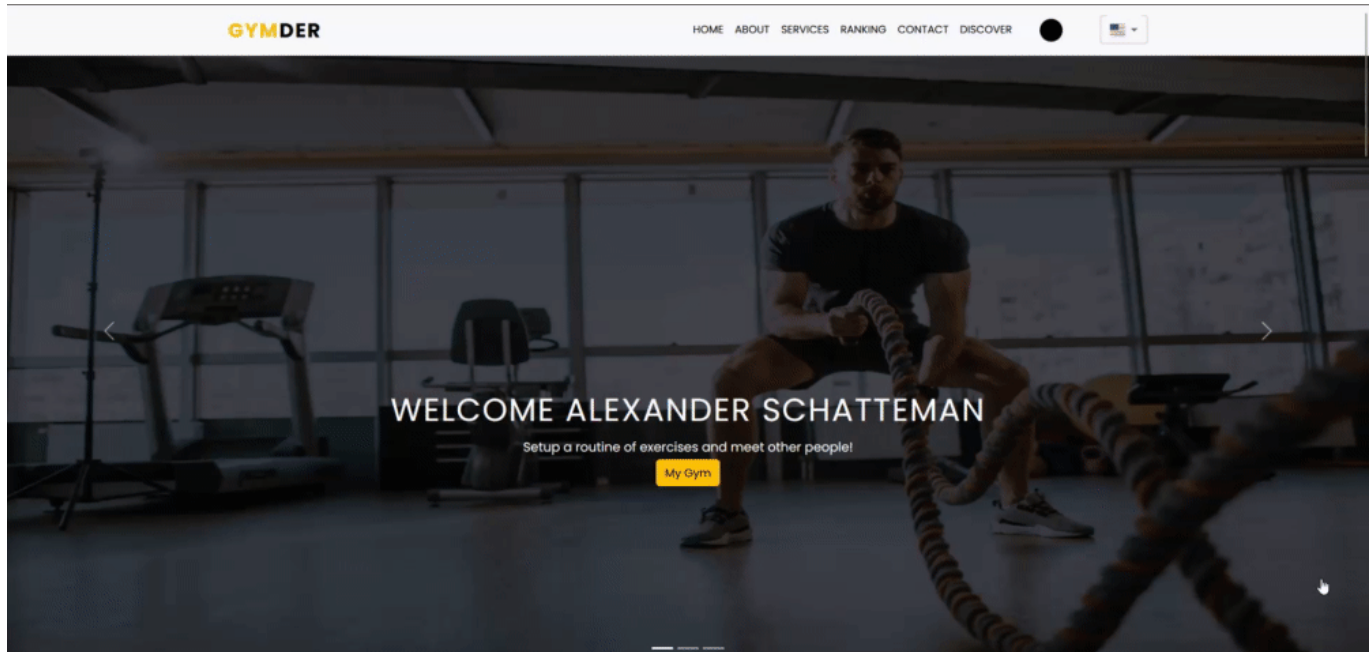 GYMDER
HOME ABOUT SERVICES RANKING CONTACT DISCOVER
WELCOME ALEXANDER SCHATTEMAN
Setup a routine of exercises and meet other people!
My Gym